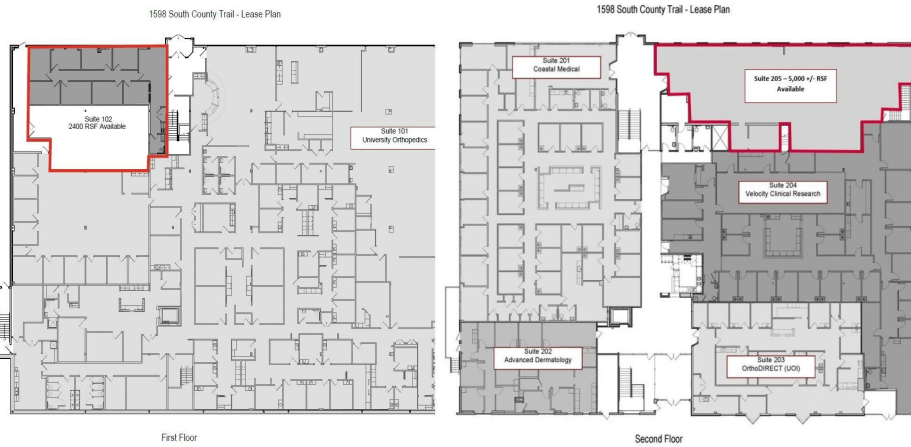 1598 South County Trail - Lease Plan
Suite 102
2400 RSF Available
Suite 101
University Orthopedics
First Floor
1598 South County Trail - Lease Plan
Suite 201
Coastal Medical
Suite 205 – 5,000 +/- RSF
Available
Suite 204
Velocity Clinical Research
Suite 202
Advanced Dermatology
Suite 203
OrthoDIRECT (UOI)
Second Floor